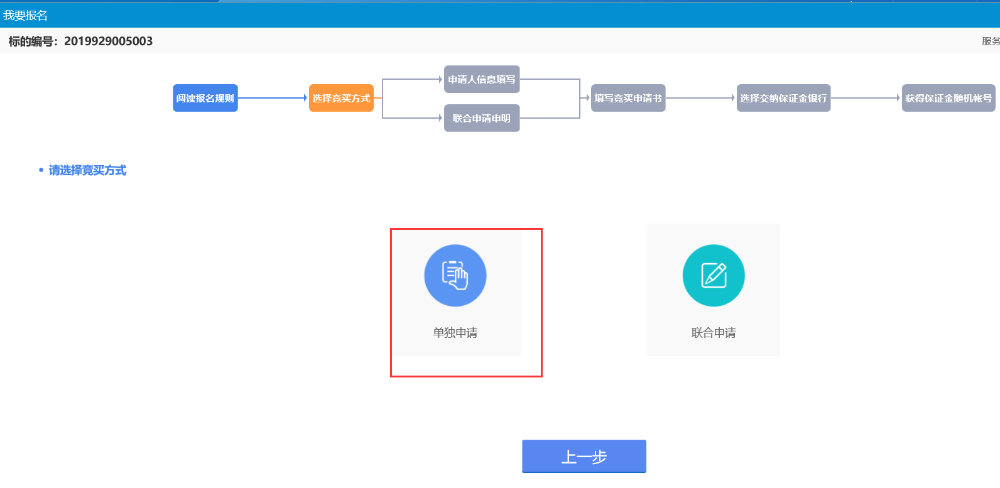 我要报名
标的编号：2019929005003
服务
阅读报名规则
选择竞买方式
申请人信息填写
联合申请申明
填写竞买申请书
选择交纳保证金银行
获得保证金随机帐号
• 请选择竞买方式
单独申请
联合申请
上一步